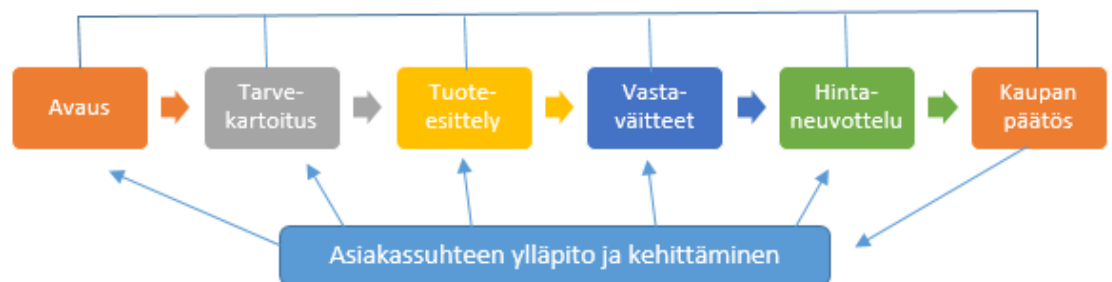 Avaus
Tarve-
kartoitus
Tuote-
esittely
Vasta-
väitteet
Hinta-
neuvottelu
Kaupan
päätös
Asiakassuhteen ylläpito ja kehittäminen